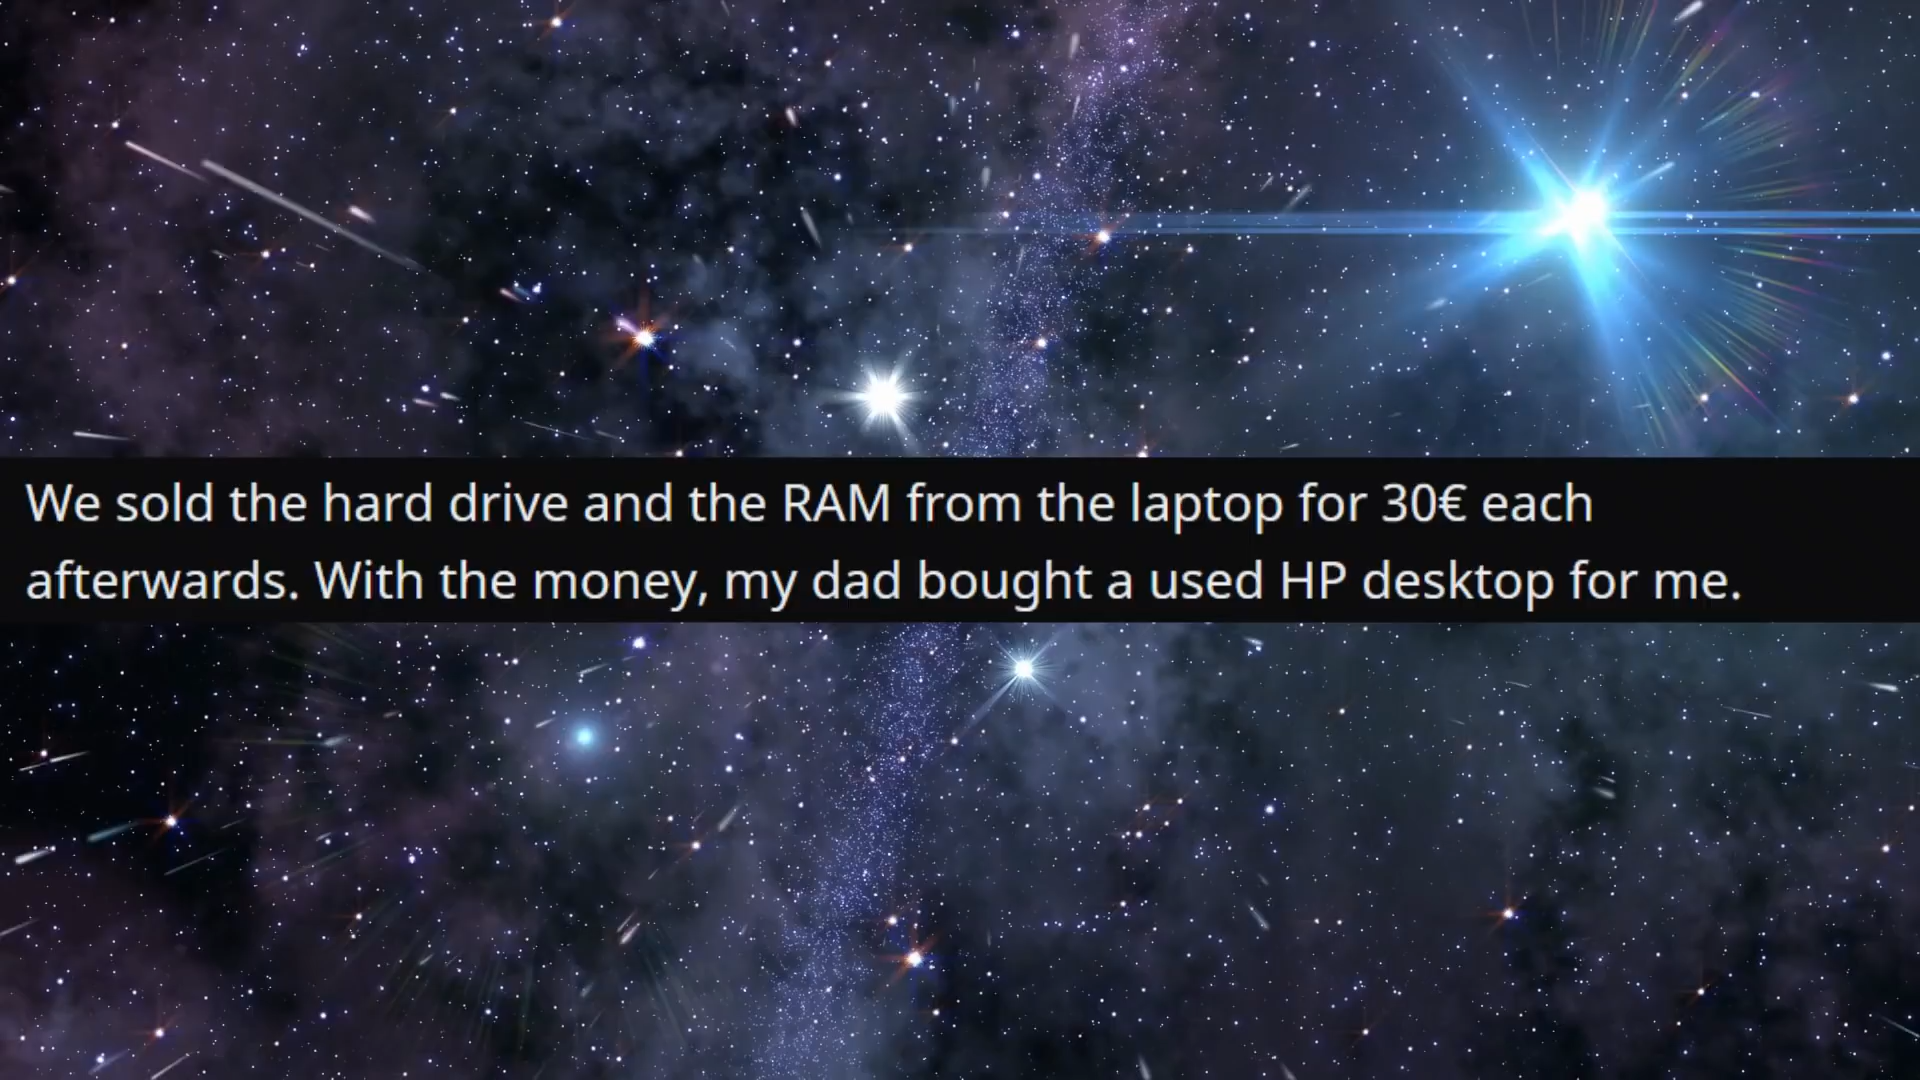 We sold the hard drive and the RAM from the laptop for 30€ each
afterwards. With the money, my dad bought a used HP desktop for me.